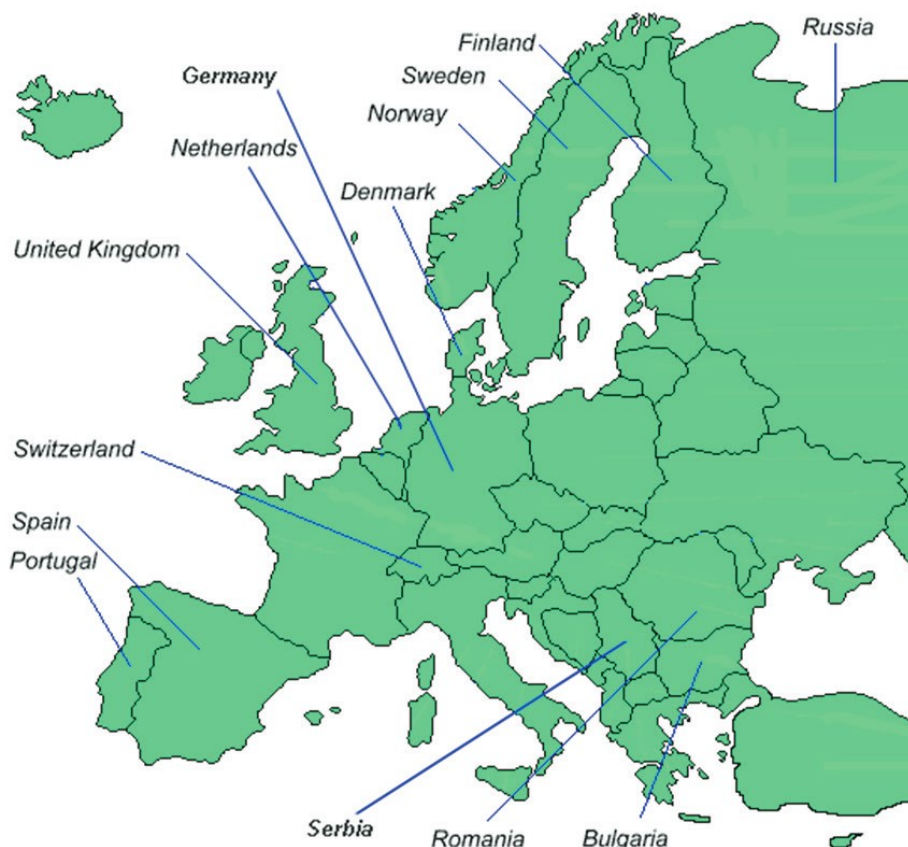 Russia
Finland
Sweden
Germany
Norway
Netherlands
Denmark
United Kingdom
Switzerland
Spain
Portugal
Serbia
Romania
Bulgaria